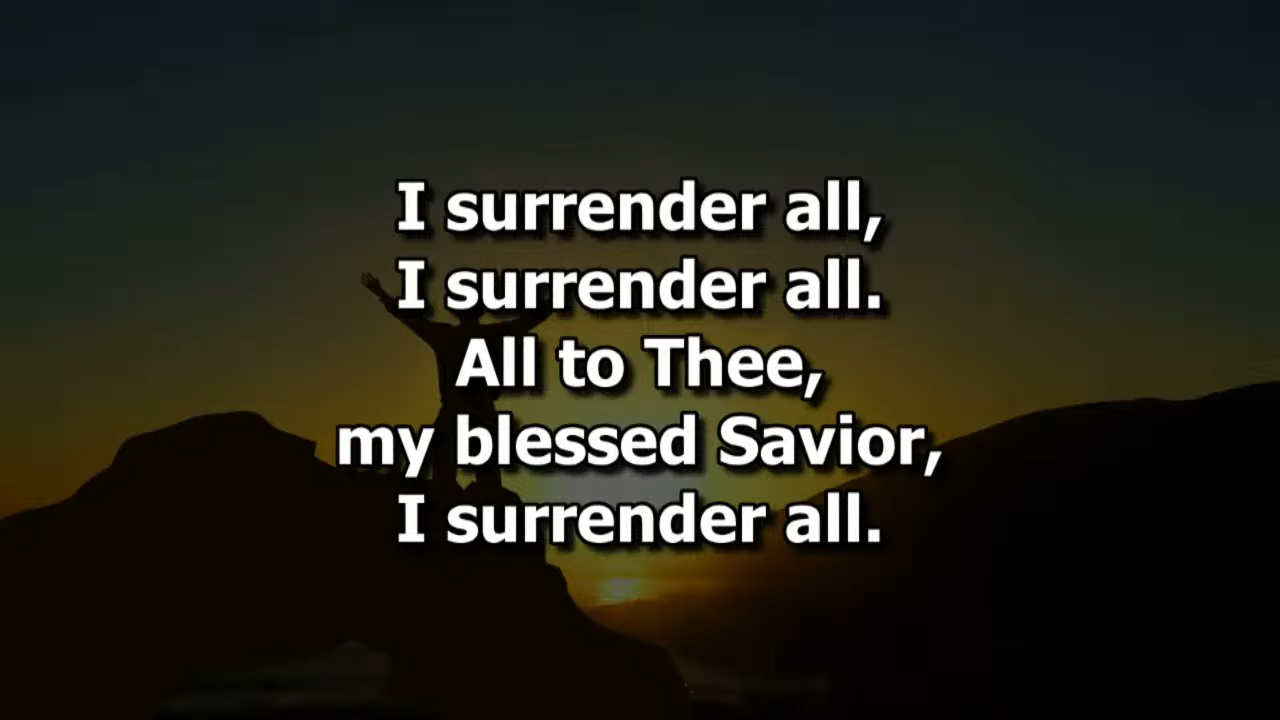 I surrender all,
I surrender all.
All to Thee,
my blessed Savior,
I surrender all.